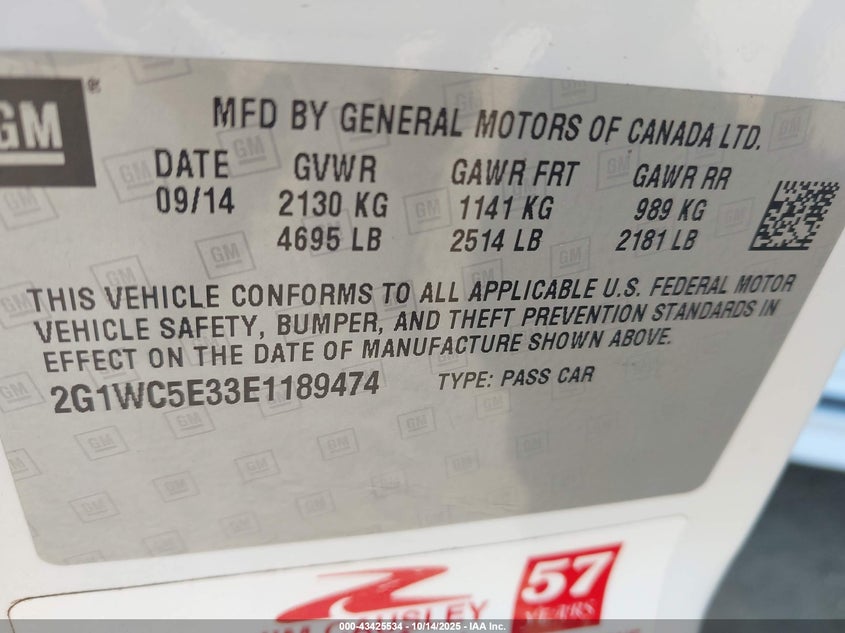 GM ®
MFD BY GENERAL MOTORS OF CANADA LTD.
DATE GVWR GAWR FRT GAWR RR
09/14 2130 KG 1141 KG 989 KG
4695 LB 2514 LB 2181 LB
THIS VEHICLE CONFORMS TO ALL APPLICABLE U.S. FEDERAL MOTOR
VEHICLE SAFETY, BUMPER, AND THEFT PREVENTION STANDARDS IN
EFFECT ON THE DATE OF MANUFACTURE SHOWN ABOVE.
2G1WC5E33E1189474 TYPE: PASS CAR
57
YEARS
000-43425534 - 10/14/2025 - IAA Inc.